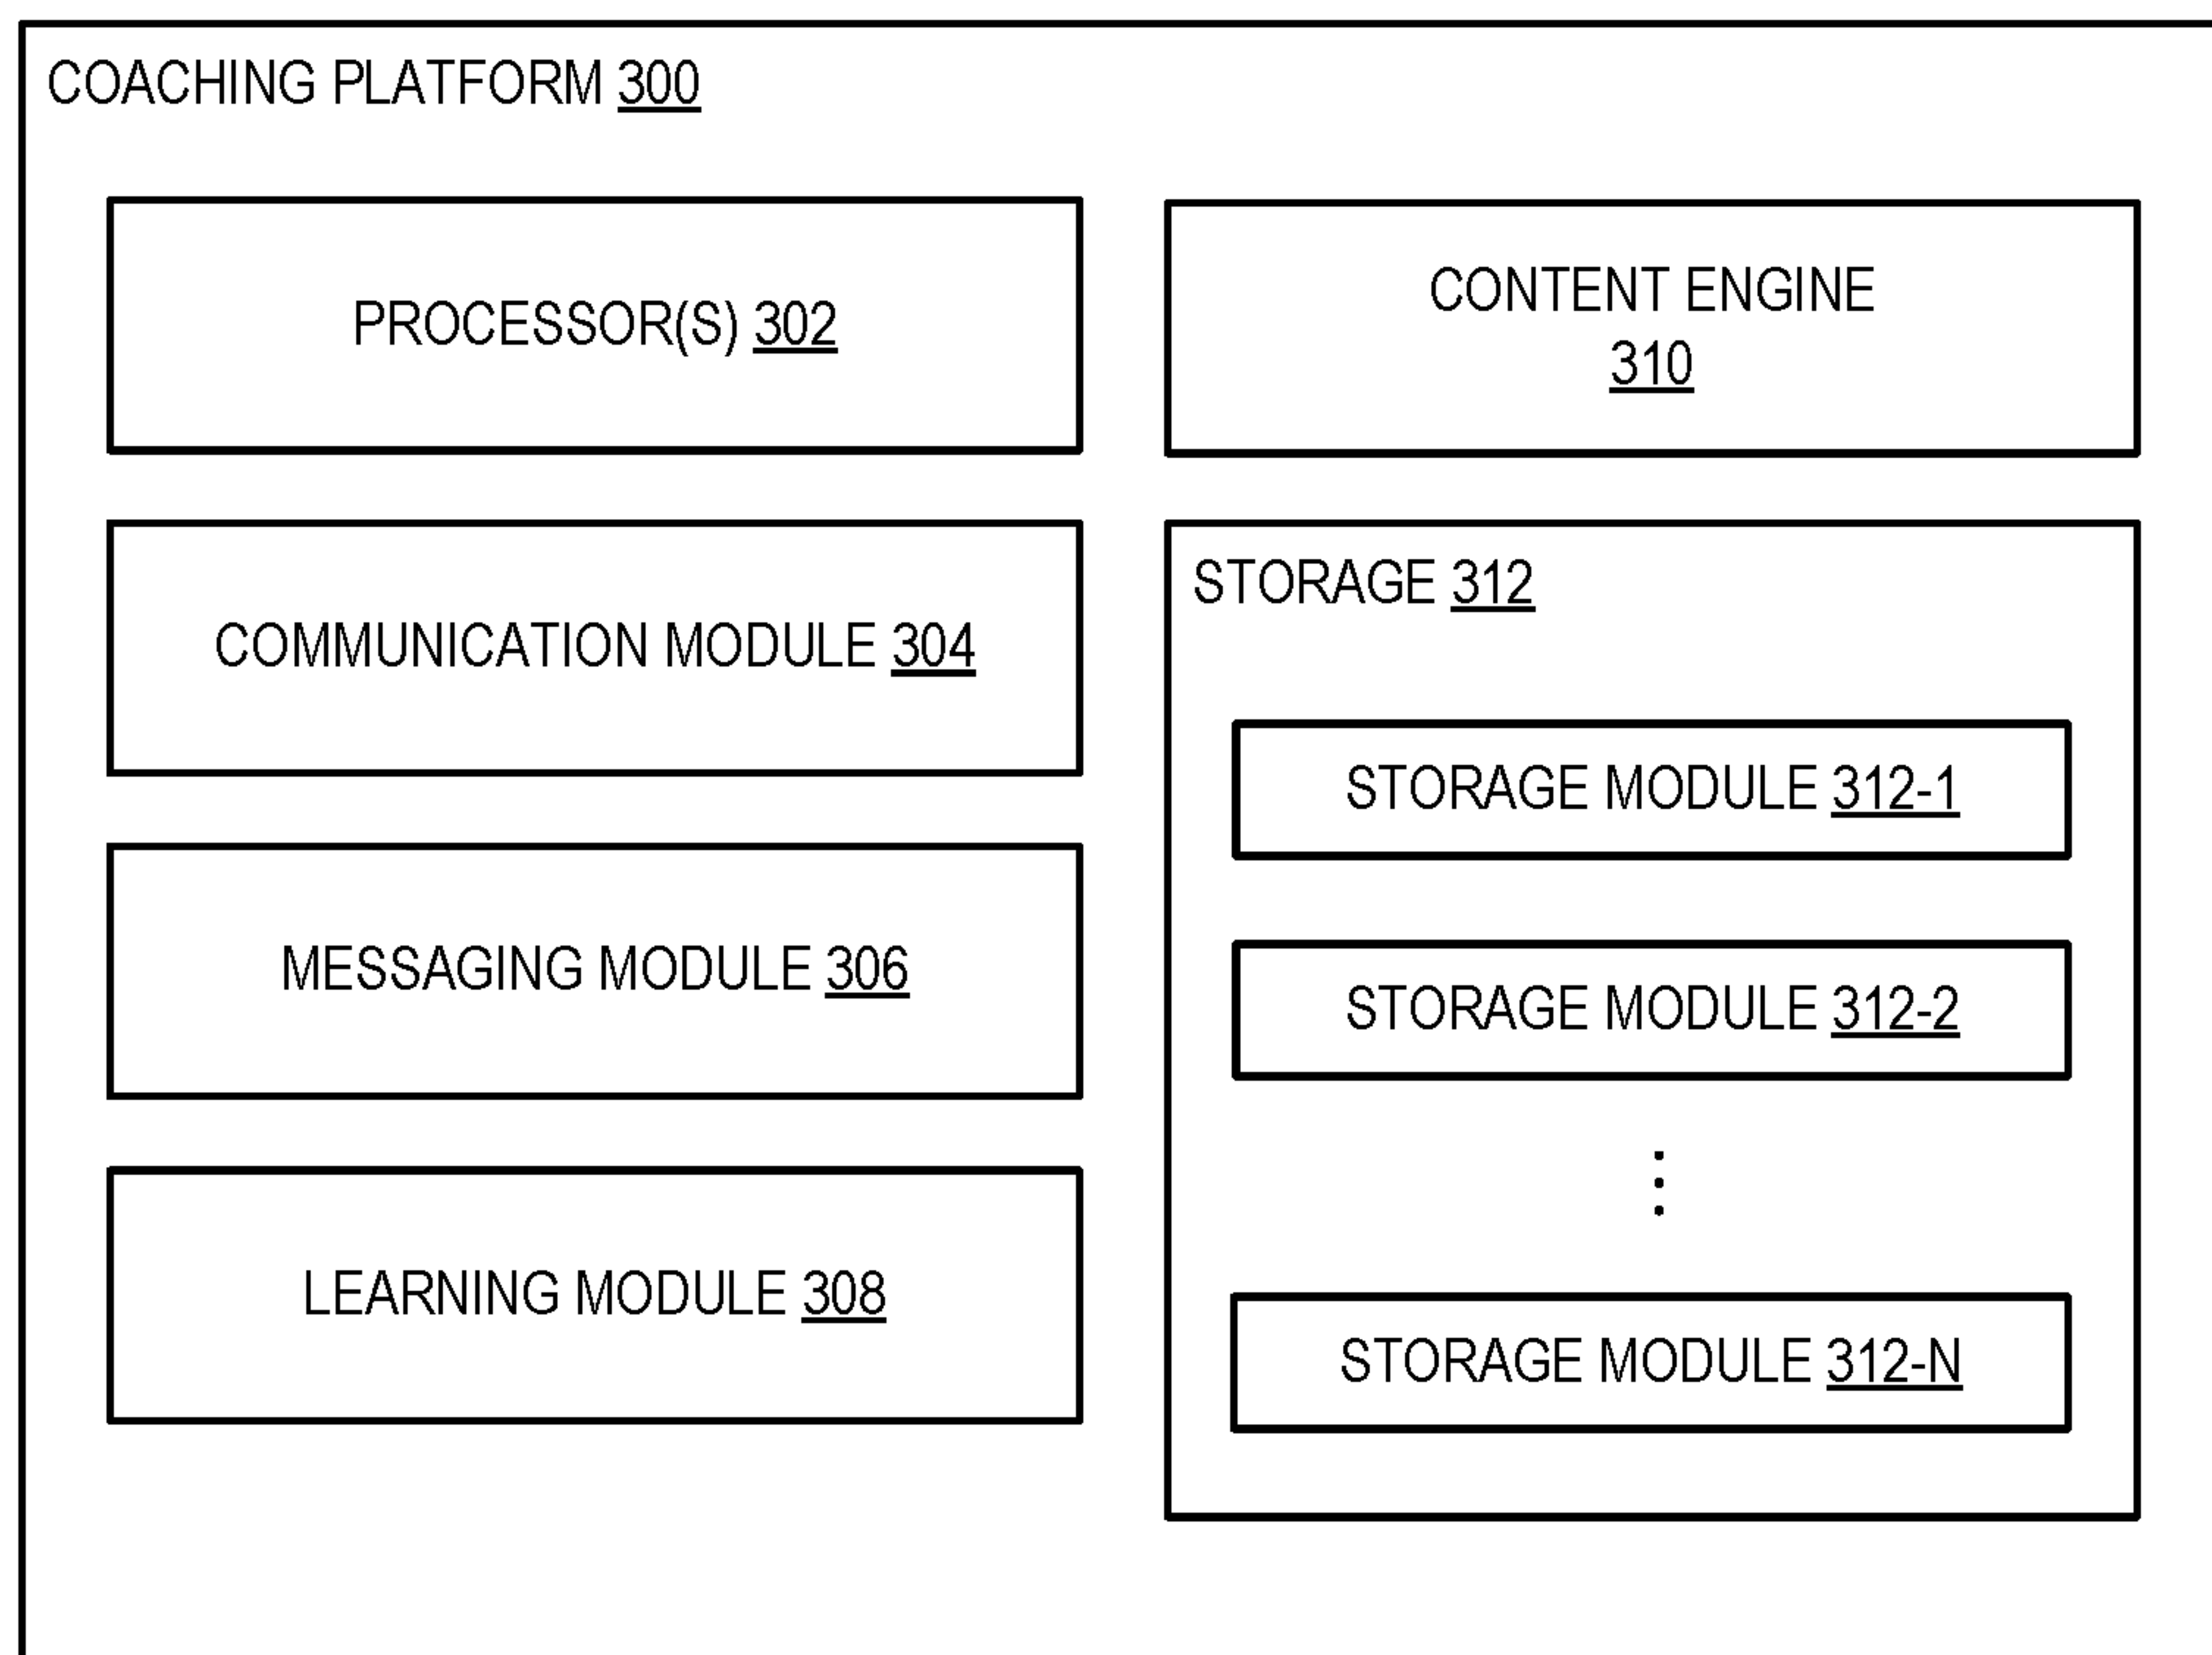 COACHING PLATFORM 300
PROCESSOR(S) 302
COMMUNICATION MODULE 304
MESSAGING MODULE 306
LEARNING MODULE 308
CONTENT ENGINE
310
STORAGE 312
STORAGE MODULE 312-1
STORAGE MODULE 312-2
STORAGE MODULE 312-N